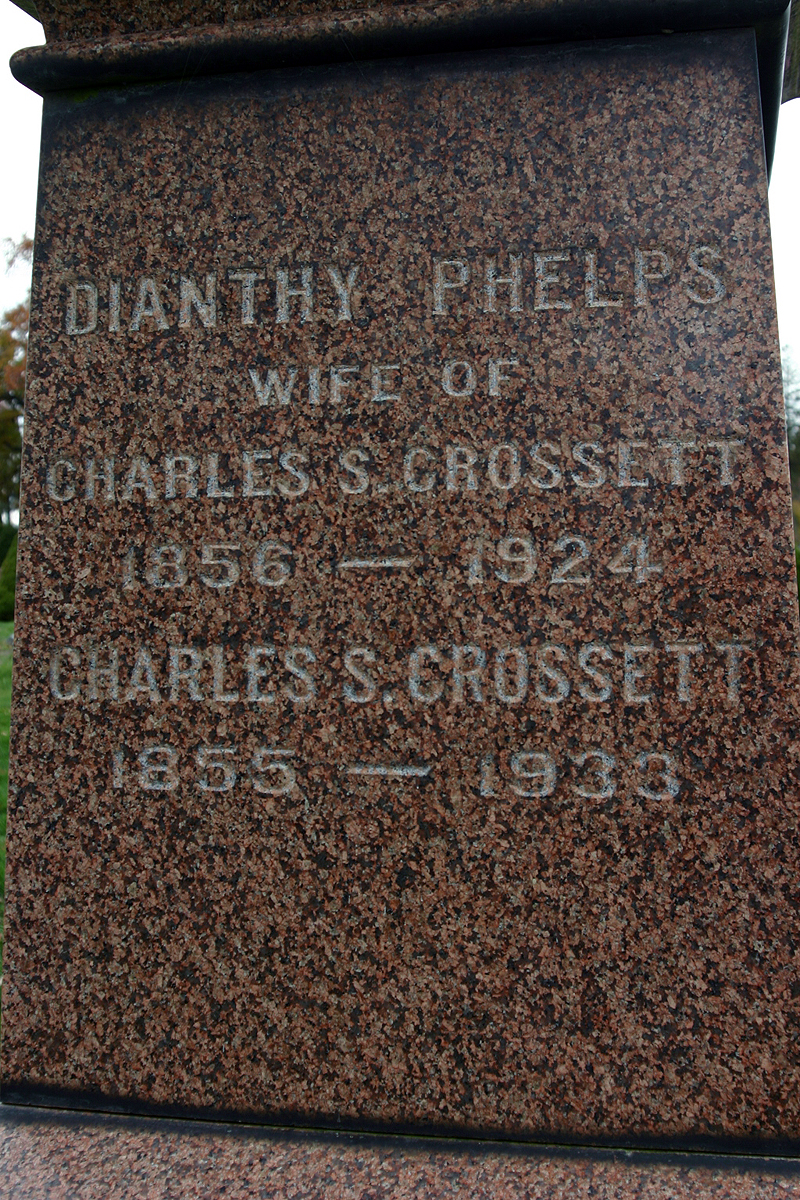 DIANTHY PHELPS
WIFE OF
CHARLES S. CROSSETT
1856 — 1924
CHARLES S. CROSSETT
1855 — 1933